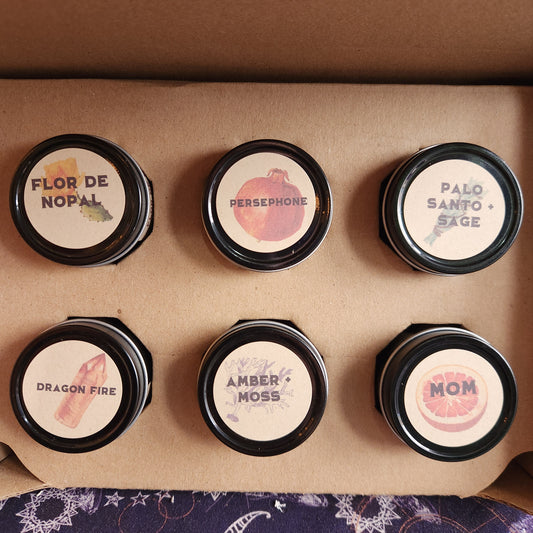 FLOR DE
NOPAL
PERSEPHONE
PALO
SANTO +
SAGE
DRAGON FIRE
AMBER +
MOSS
MOM